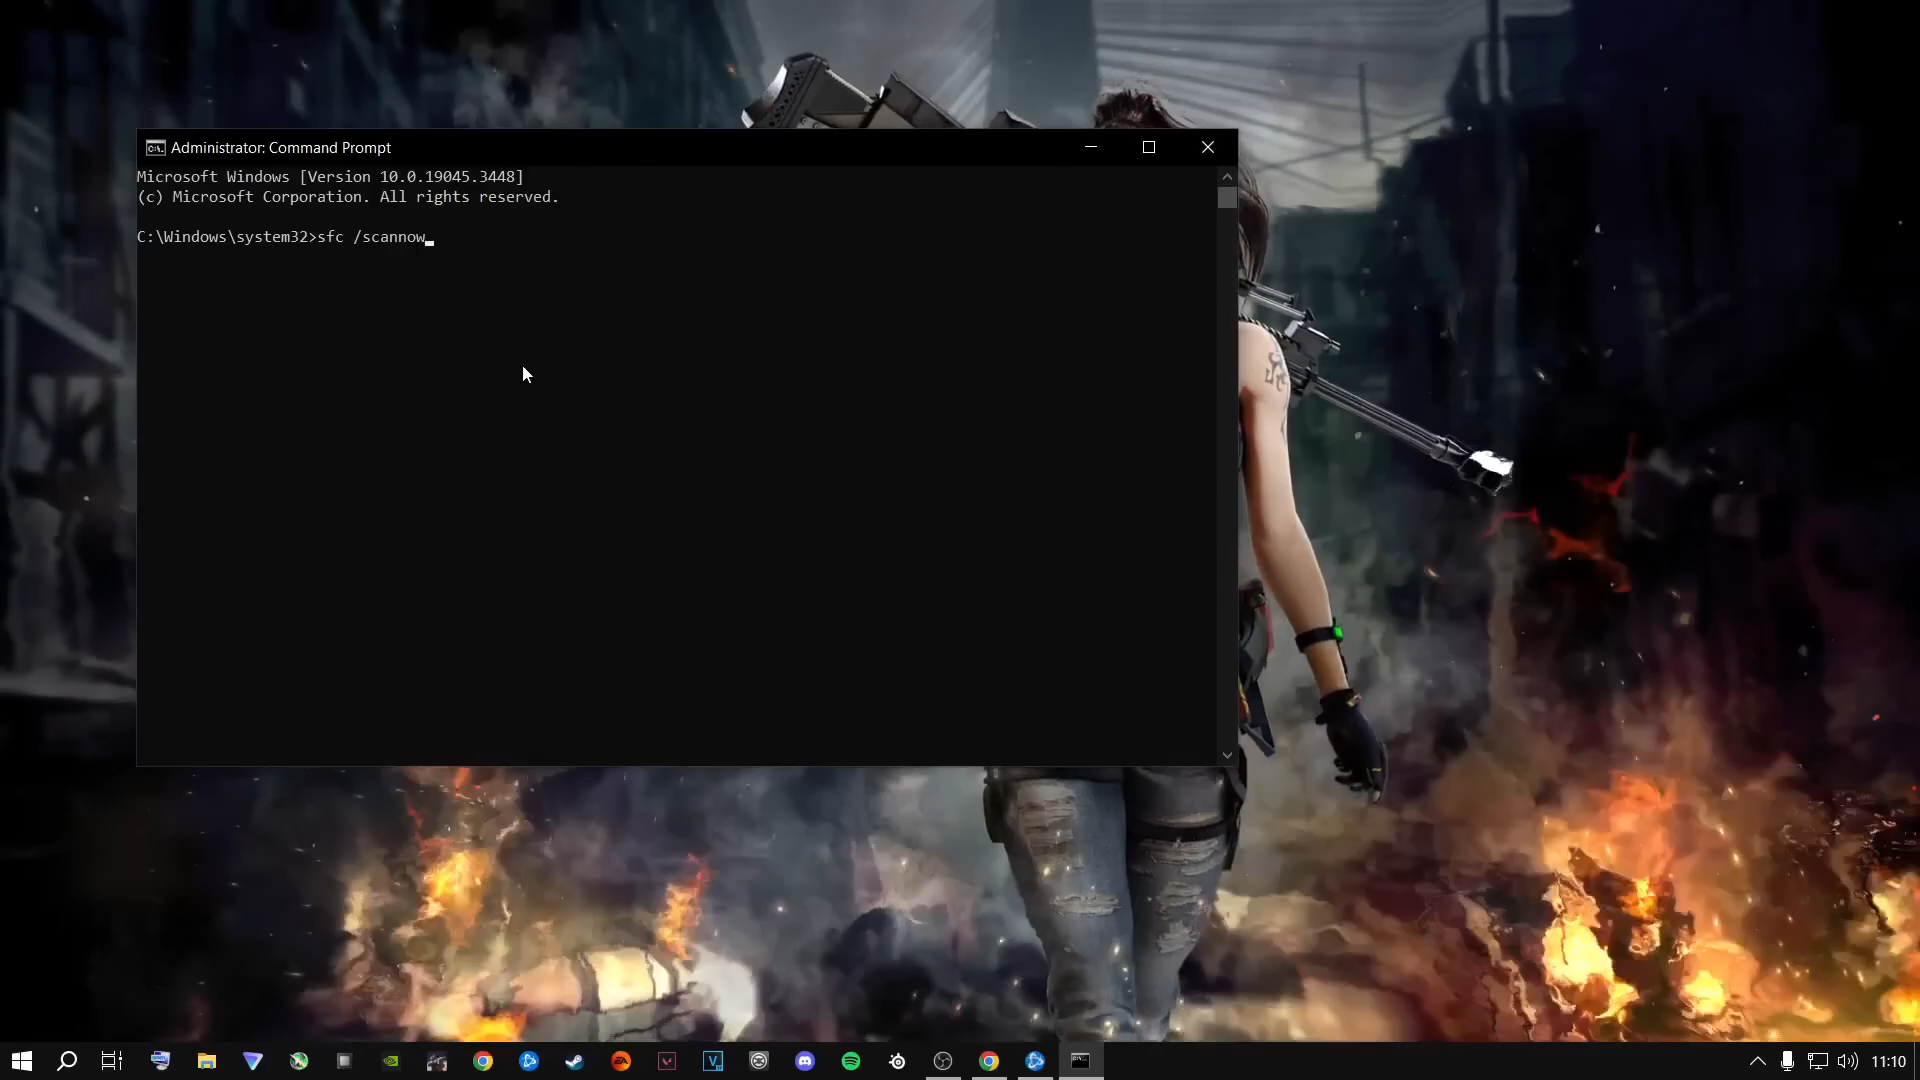 Administrator: Command Prompt
Microsoft Windows [Version 10.0.19045.3448]
(c) Microsoft Corporation. All rights reserved.
C:\Windows\system32>sfc /scannow
11:10